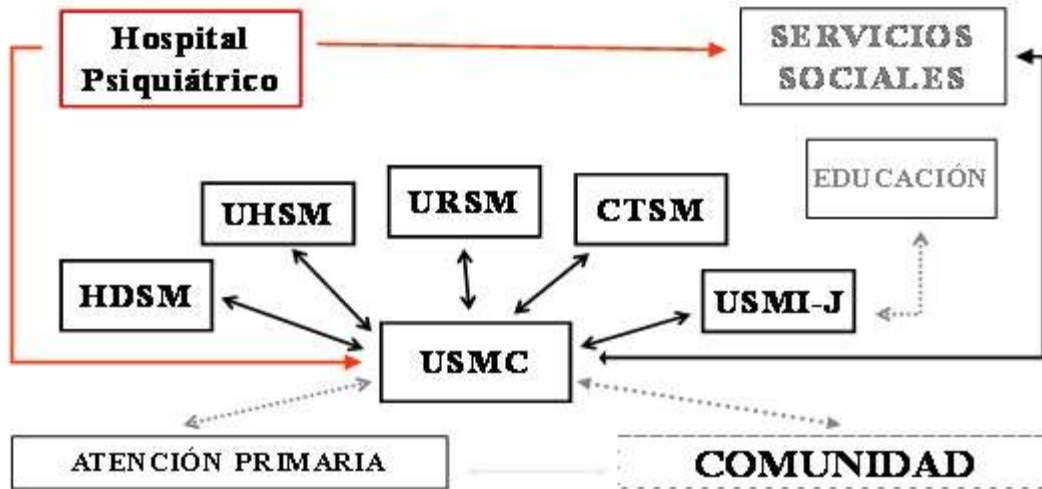 Hospital
Psiquiátrico
SERVICIOS
SOCIALES
EDUCACIÓN
UHSM
URSM
CTSM
HDSM
USMI-J
USMC
ATENCIÓN PRIMARIA
COMUNIDAD